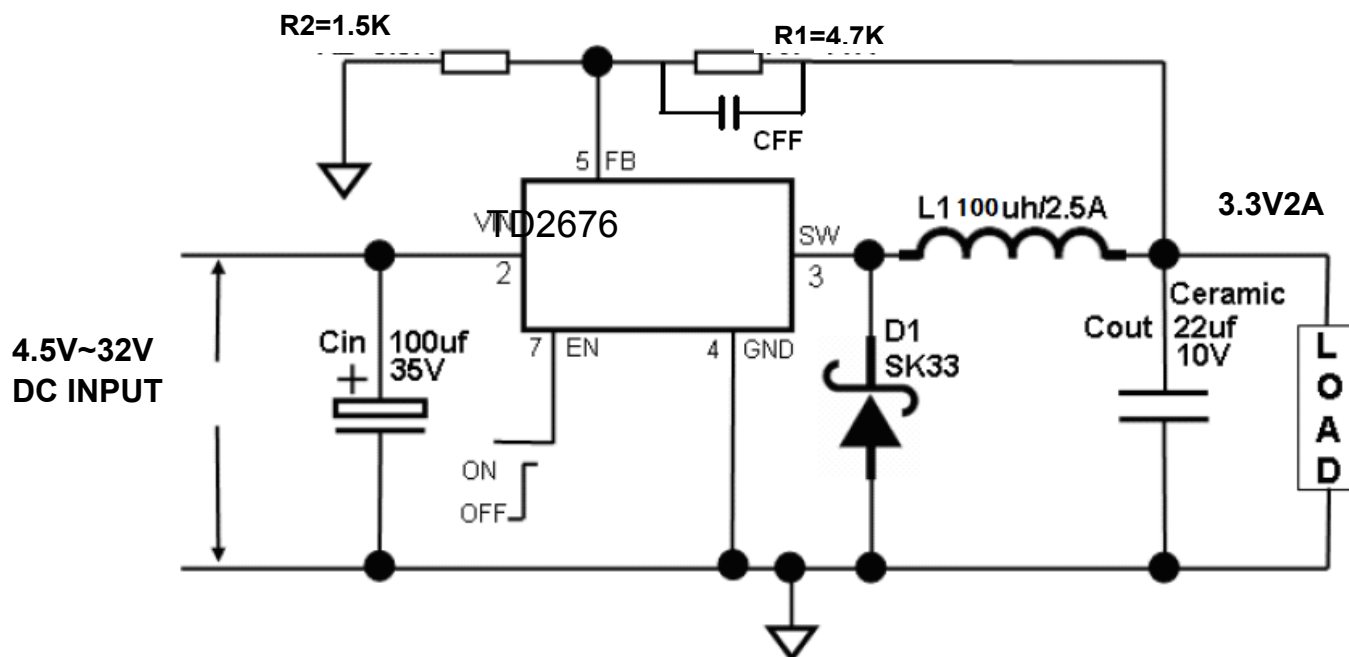 R2=1.5K
R1=4.7K
CFF
5 FB
VIN
TD2676
SW
2
3
L1 100uh/2.5A
3.3V2A
4.5V~32V
DC INPUT
Cin
100uf
35V
+
7 EN
4 GND
D1
SK33
Cout
Ceramic
22uf
10V
LOAD
ON
OFF